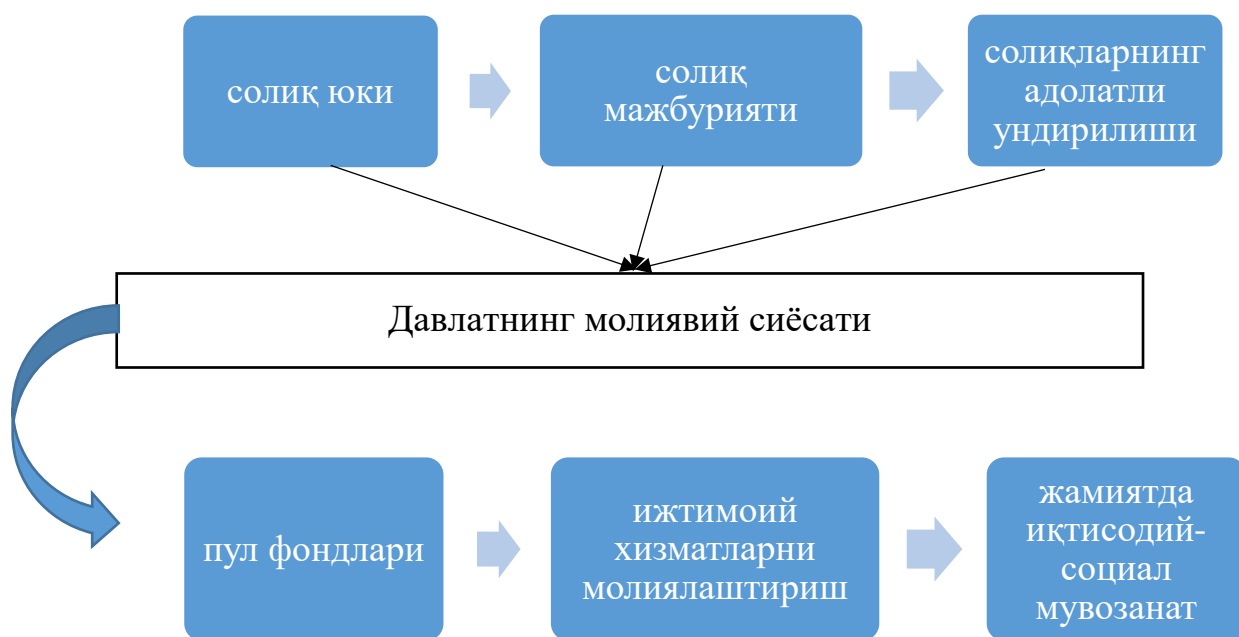 солиқ юки
солиқ
мажбурияти
солиқларнинг
адолатли
ундирилиши
Давлатнинг молиявий сиёсати
пул фондлари
ижтимоий
хизматларни
молиялаштириш
жамиятда
иқтисодий-
социал
мувозанат